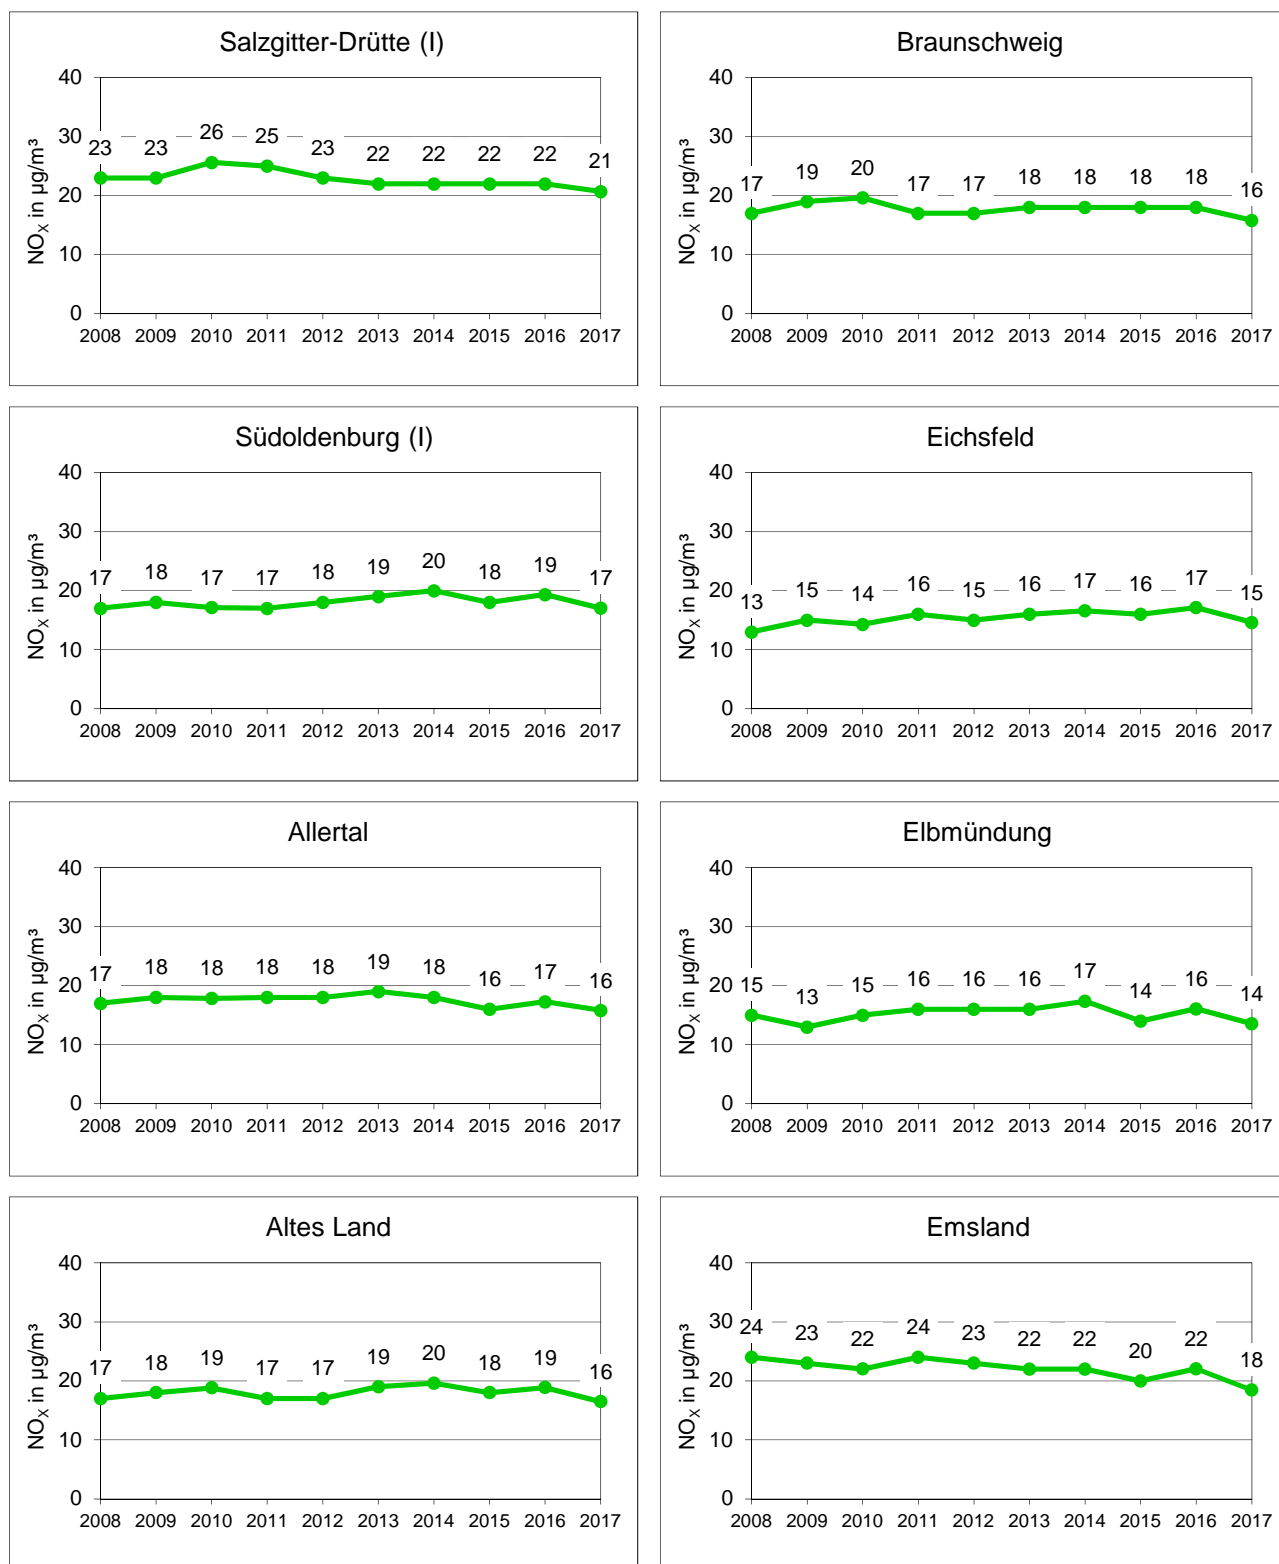 Salzgitter-Drütte (I)
NOX in µg/m³
40
30
20
10
0
23 23 26 25 23 22 22 22 22 21
2008 2009 2010 2011 2012 2013 2014 2015 2016 2017
Braunschweig
NOX in µg/m³
40
30
20
10
0
17 19 20 17 17 18 18 18 18 16
2008 2009 2010 2011 2012 2013 2014 2015 2016 2017
Südoldenburg (I)
NOX in µg/m³
40
30
20
10
0
17 18 17 17 18 19 20 18 19 17
2008 2009 2010 2011 2012 2013 2014 2015 2016 2017
Eichsfeld
NOX in µg/m³
40
30
20
10
0
13 15 14 16 15 16 17 16 17 15
2008 2009 2010 2011 2012 2013 2014 2015 2016 2017
Allertal
NOX in µg/m³
40
30
20
10
0
17 18 18 18 18 19 18 16 17 16
2008 2009 2010 2011 2012 2013 2014 2015 2016 2017
Elbmündung
NOX in µg/m³
40
30
20
10
0
15 13 15 16 16 16 17 14 16 14
2008 2009 2010 2011 2012 2013 2014 2015 2016 2017
Altes Land
NOX in µg/m³
40
30
20
10
0
17 18 19 17 17 19 20 18 19 16
2008 2009 2010 2011 2012 2013 2014 2015 2016 2017
Emsland
NOX in µg/m³
40
30
20
10
0
24 23 22 24 23 22 22 20 22 18
2008 2009 2010 2011 2012 2013 2014 2015 2016 2017